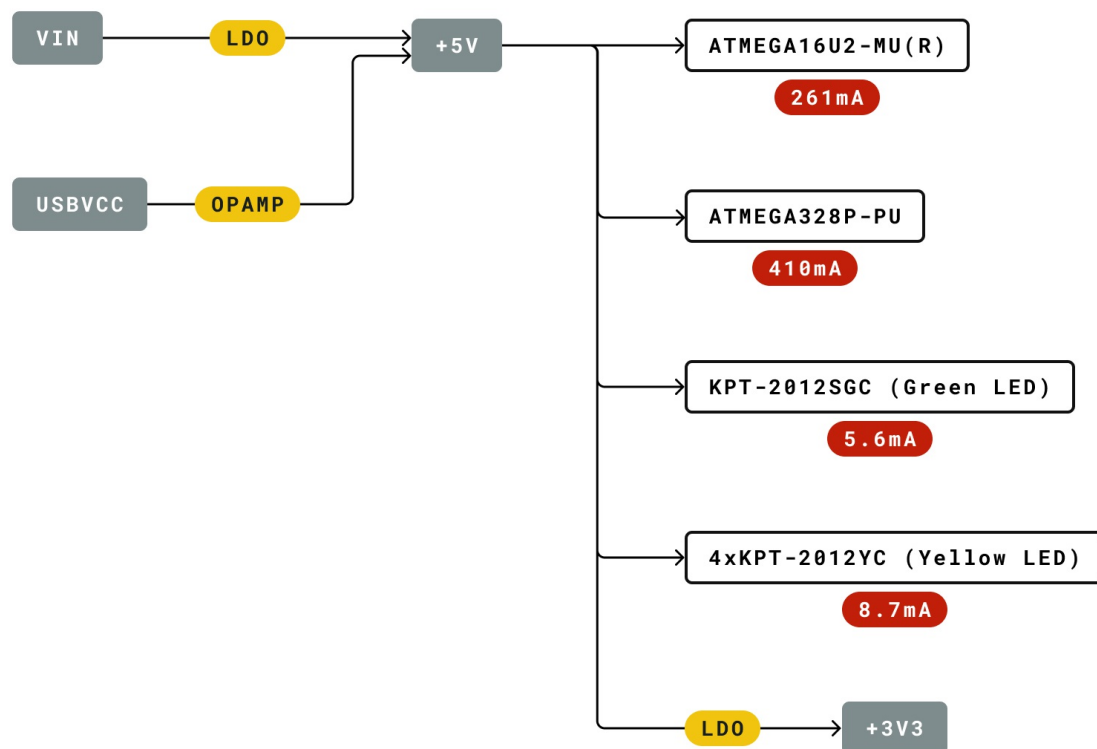 VIN
LDO
+5V
ATMEGA16U2-MU(R)
261mA
USBVCC
OPAMP
ATMEGA328P-PU
410mA
KPT-2012SGC (Green LED)
5.6mA
4xKPT-2012YC (Yellow LED)
8.7mA
LDO
+3V3